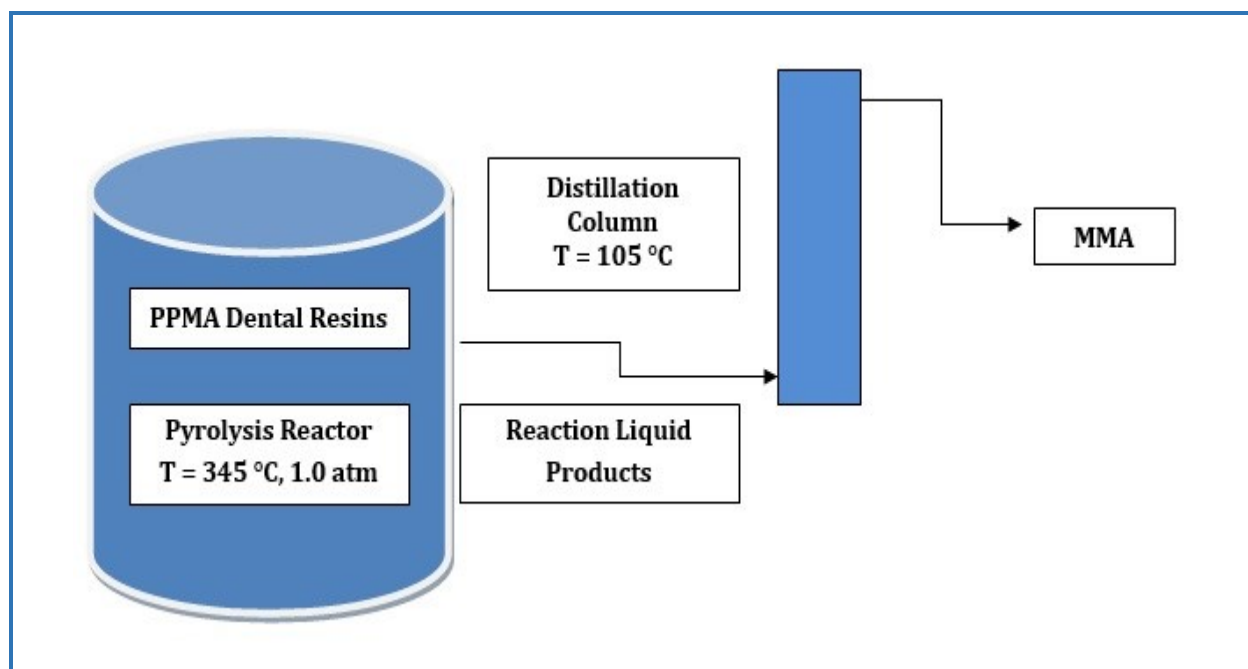 PPMA Dental Resins
Pyrolysis Reactor
T = 345 °C, 1.0 atm
Distillation
Column
T = 105 °C
Reaction Liquid
Products
MMA